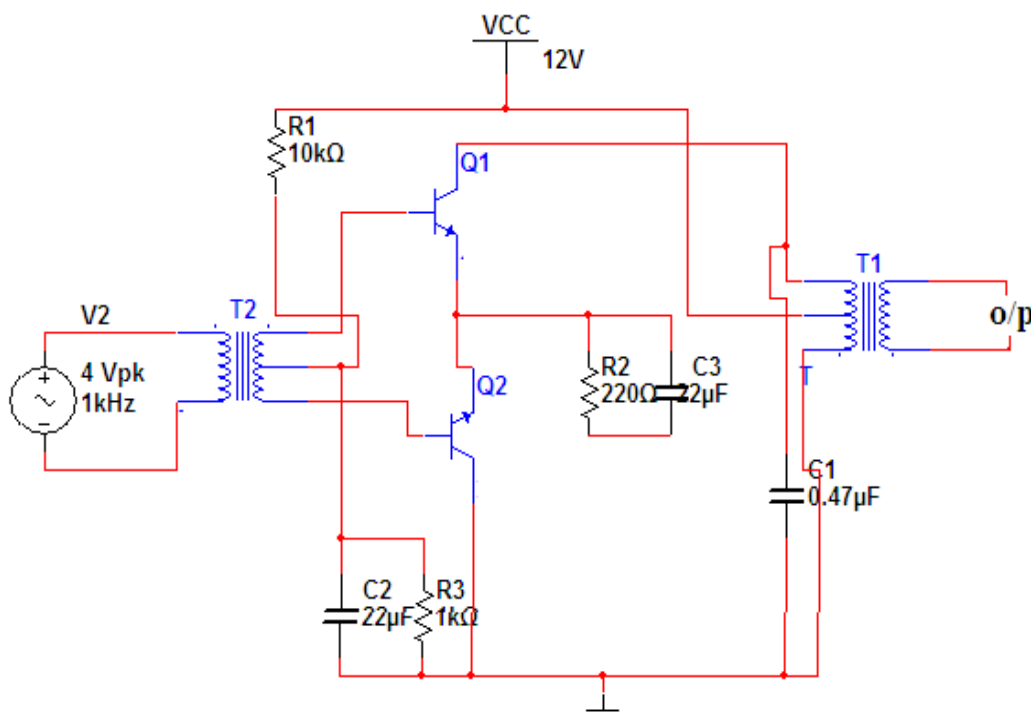 VCC
12V
R1
10kΩ
Q1
T1
V2
T2
o/p
4 Vpk
1kHz
Q2
R2
220Ω
C3
22µF
T
C1
0.47µF
C2
22µF
R3
1kΩ